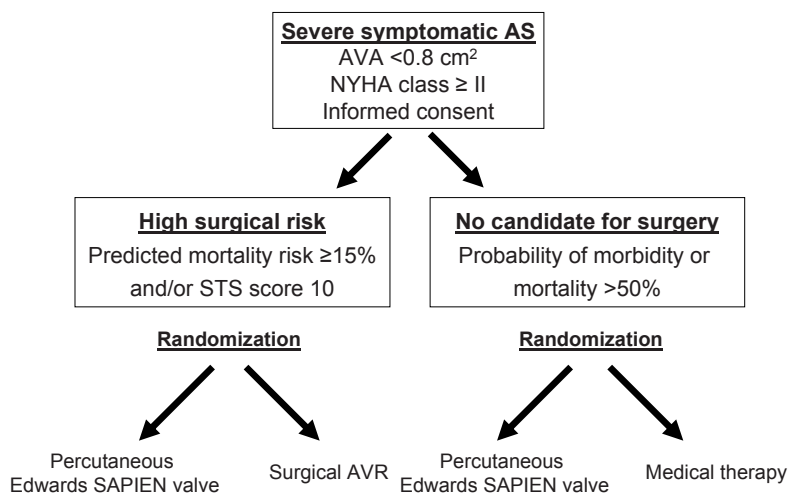 Severe symptomatic AS
AVA <0.8 cm²
NYHA class ≥ II
Informed consent
High surgical risk
Predicted mortality risk ≥15%
and/or STS score 10
No candidate for surgery
Probability of morbidity or
mortality >50%
Randomization
Randomization
Percutaneous
Edwards SAPIEN valve
Surgical AVR
Percutaneous
Edwards SAPIEN valve
Medical therapy